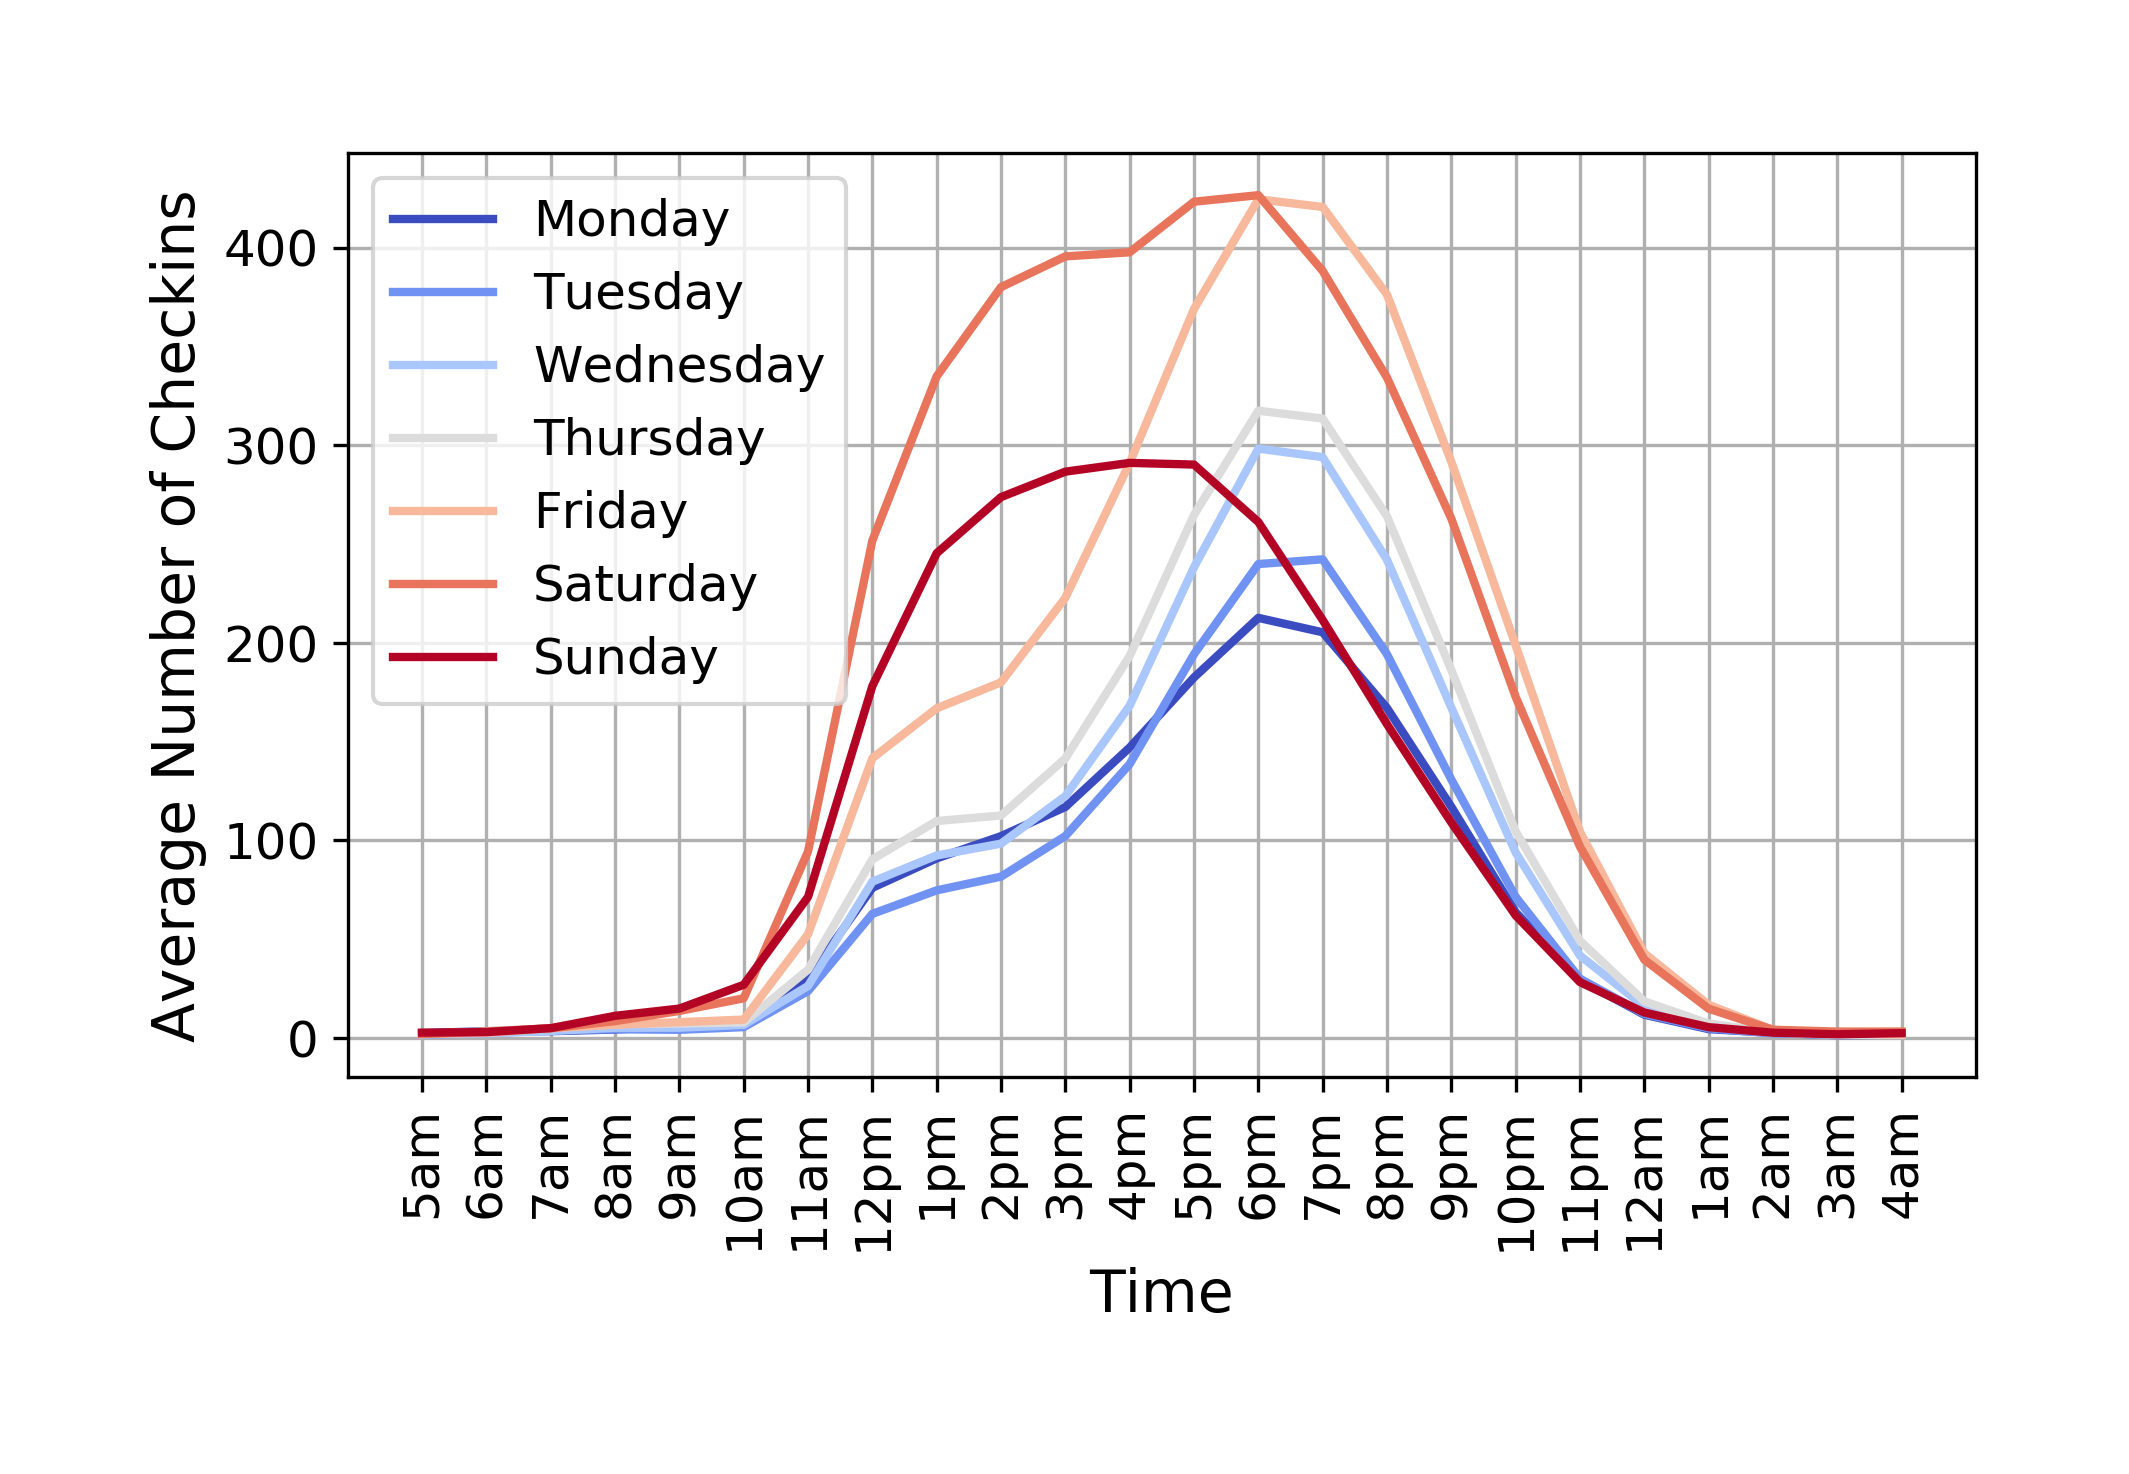 Average Number of Checkins
400
300
200
100
0
Monday
Tuesday
Wednesday
Thursday
Friday
Saturday
Sunday
5am
6am
7am
8am
9am
10am
11am
12pm
1pm
2pm
3pm
4pm
5pm
6pm
7pm
8pm
9pm
10pm
11pm
12am
1am
2am
3am
4am
Time